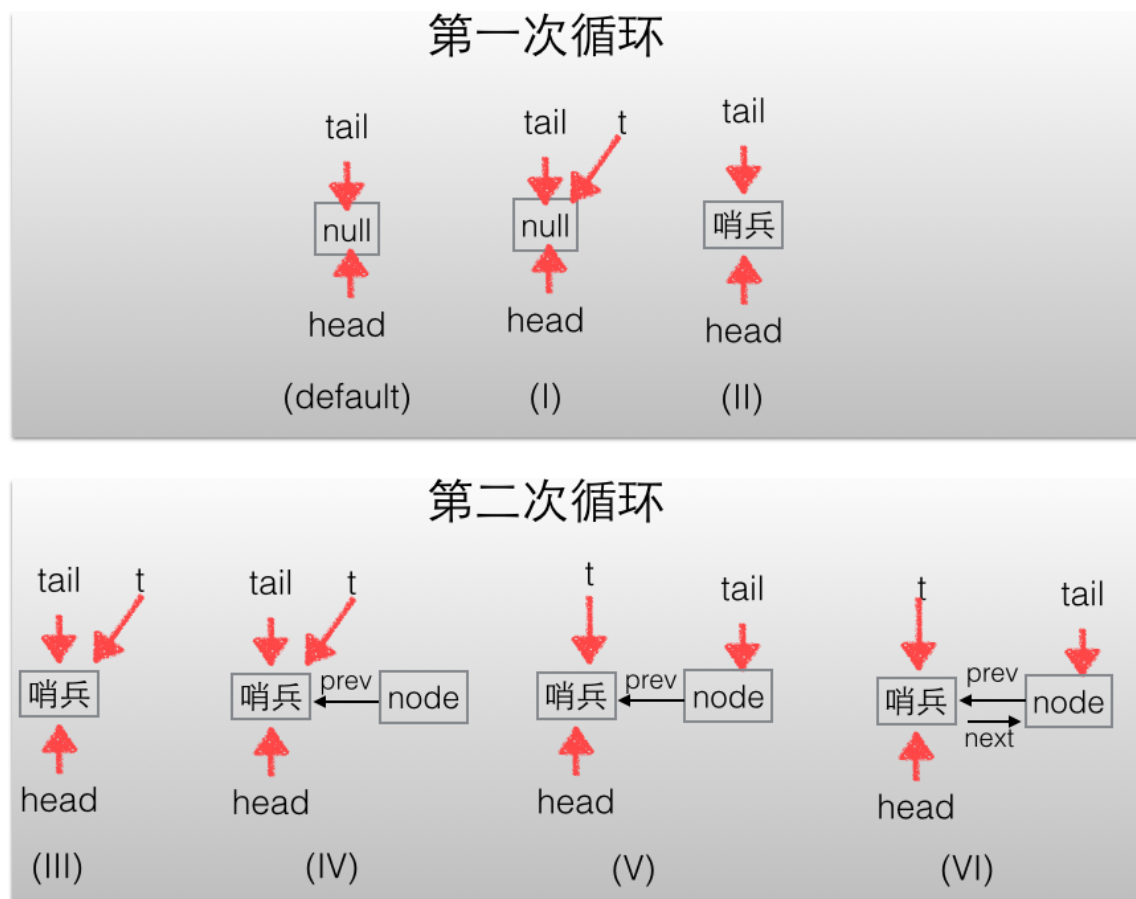 第一次循环
tail tail t tail
null null 哨兵
head head head
(default) (I) (II)
第二次循环
tail t tail t t tail t tail
哨兵 哨兵 prev node 哨兵 prev node 哨兵 prev node
next
head head head head
(III) (IV) (V) (VI)